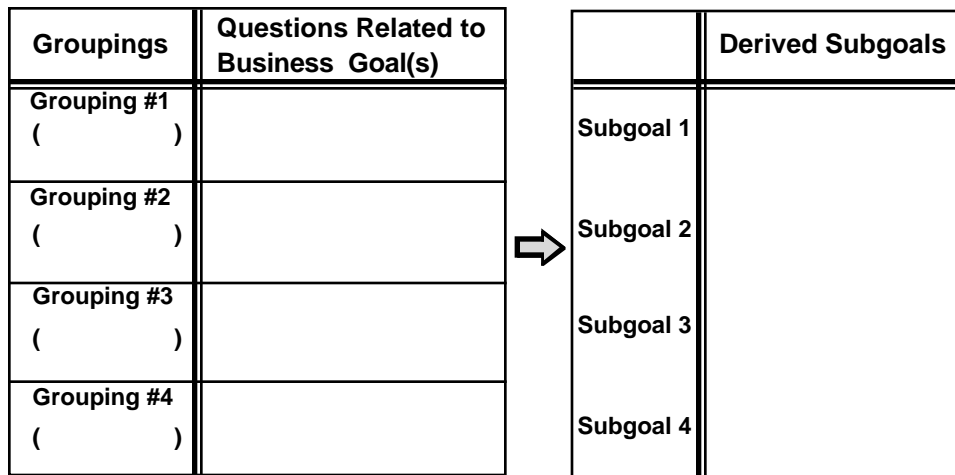 Groupings
Questions Related to
Business Goal(s)
Grouping #1
( )
Grouping #2
( )
Grouping #3
( )
Grouping #4
( )
Derived Subgoals
Subgoal 1
Subgoal 2
Subgoal 3
Subgoal 4